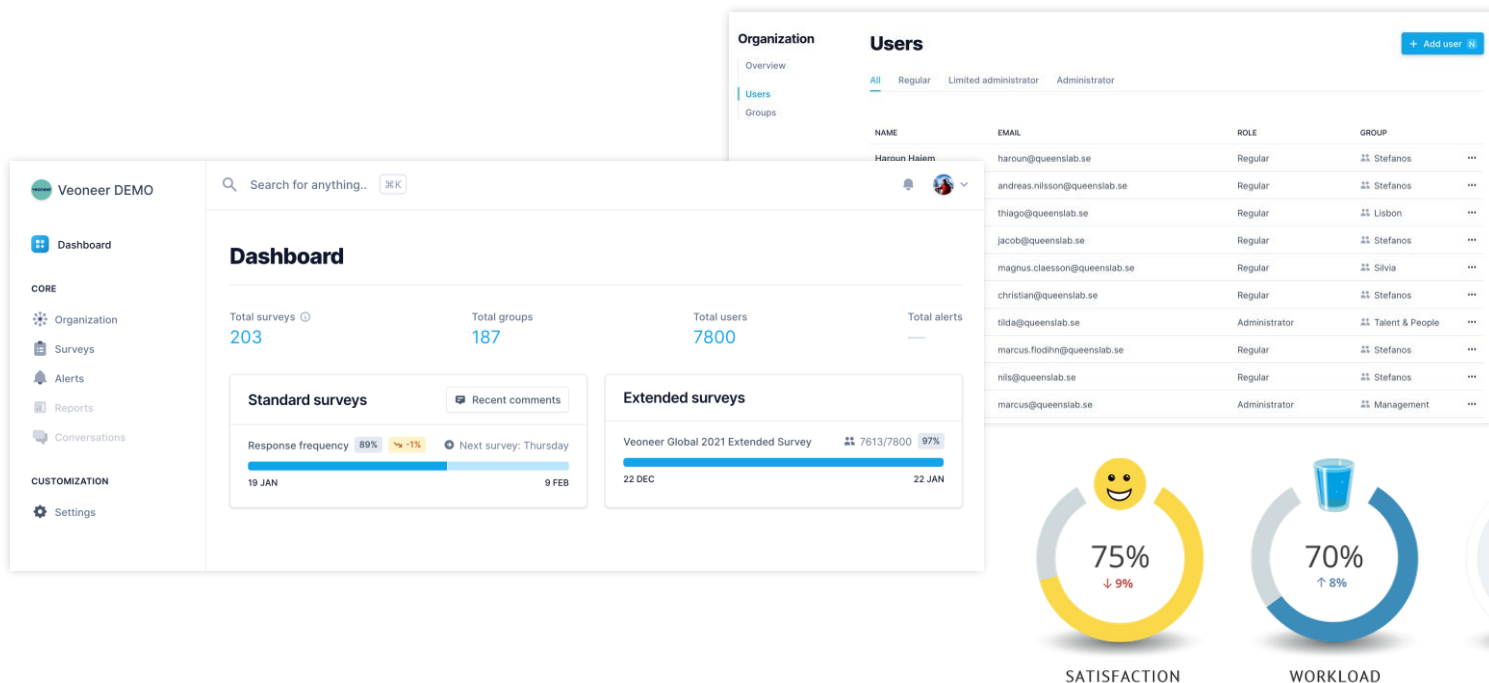 Organization
Overview
Users
Groups
Users
+ Add user N
All Regular Limited administrator Administrator
NAME EMAIL ROLE GROUP
Haroun Hajem haroun@queenslab.se Regular Stefanos
andreas.nilsson@queenslab.se Regular Stefanos
thiago@queenslab.se Regular Lisbon
jacob@queenslab.se Regular Stefanos
magnus.claesson@queenslab.se Regular Silvia
christian@queenslab.se Regular Stefanos
tilda@queenslab.se Administrator Talent & People
marcus.flodihn@queenslab.se Regular Stefanos
nils@queenslab.se Regular Stefanos
marcus@queenslab.se Administrator Management
Veoneer DEMO
Dashboard
CORE
Organization
Surveys
Alerts
Reports
Conversations
CUSTOMIZATION
Settings
Search for anything.. ⌘K
Dashboard
Total surveys Total groups Total users Total alerts
203 187 7800 —
Standard surveys
Recent comments
Response frequency 89% -1% Next survey: Thursday
19 JAN 9 FEB
Extended surveys
Veoneer Global 2021 Extended Survey 7613/7800 97%
22 DEC 22 JAN
75%
↓ 9%
SATISFACTION
70%
↑ 8%
WORKLOAD